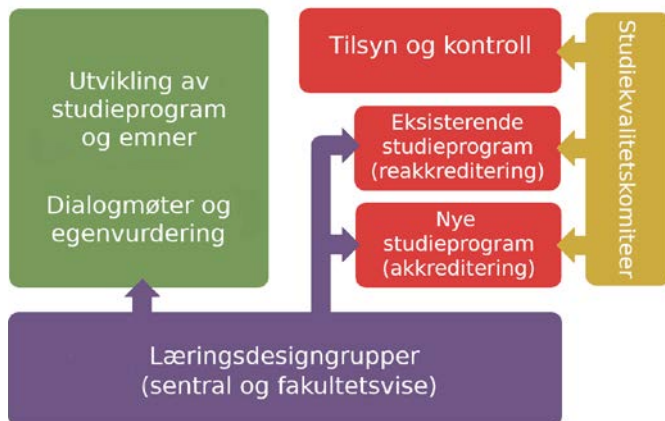 Utvikling av
studieprogram
og emner
Dialogmøter og
egenvurdering
Tilsyn og kontroll
Eksisterende
studieprogram
(reakkreditering)
Nye
studieprogram
(akkreditering)
Studiekvalitetskomiteer
Læringsdesigngrupper
(sentral og fakultetsvise)